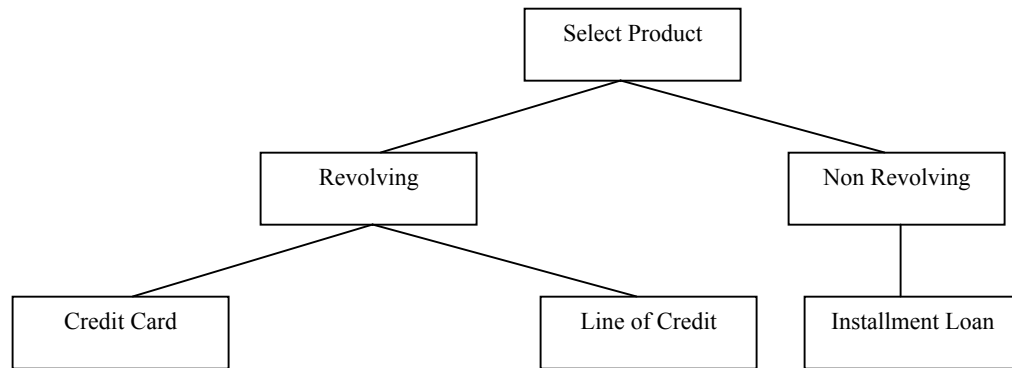 Select Product
Revolving
Non Revolving
Credit Card
Line of Credit
Installment Loan